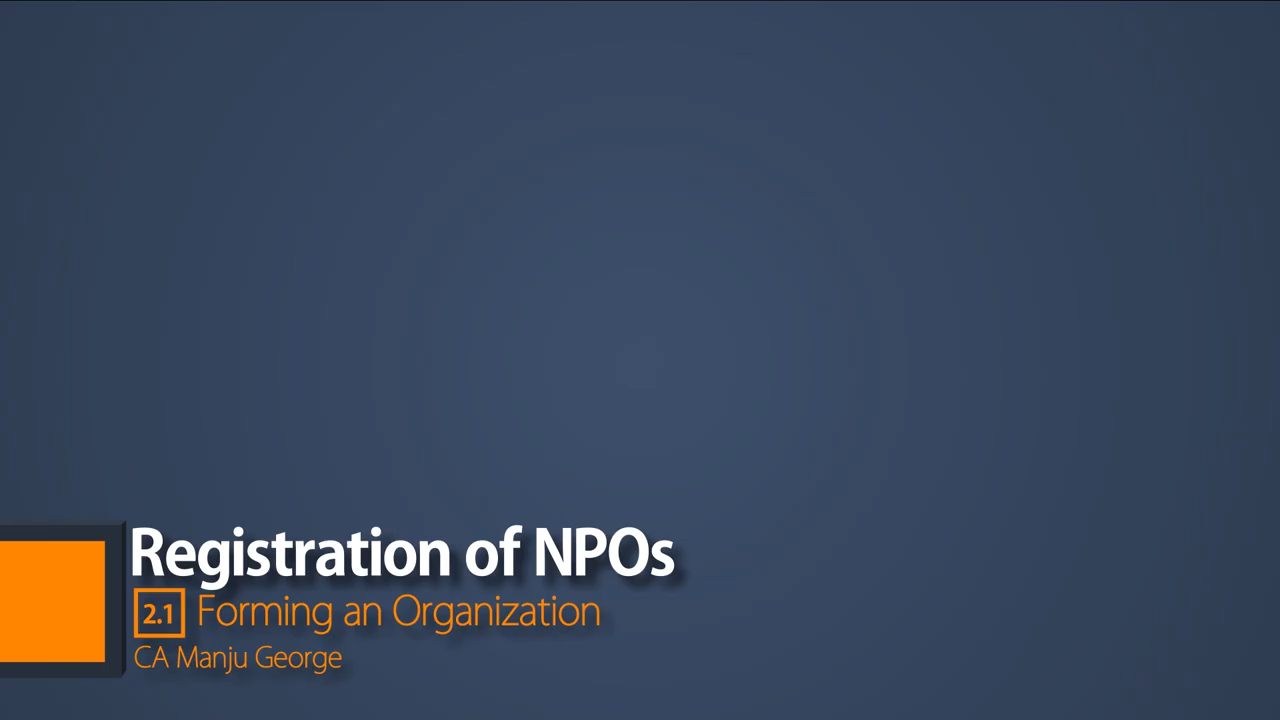 Registration of NPOs
2.1 Forming an Organization
CA Manju George